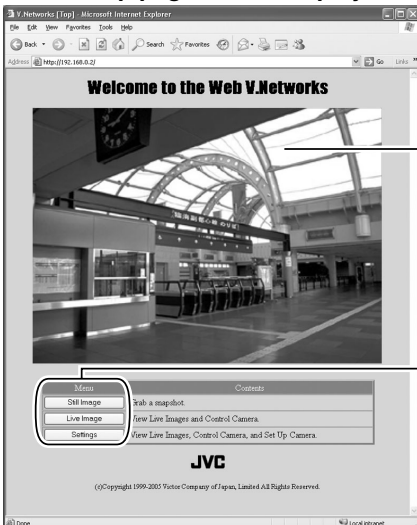 V.Networks [Top] - Microsoft Internet Explorer
File Edit View Favorites Tools Help
Back Search Favorites
Address http://192.168.0.2/ Go Links »
Welcome to the Web V.Networks
Menu Contents
Still Image Grab a snapshot.
Live Image View Live Images and Control Camera.
Settings View Live Images, Control Camera, and Set Up Camera.
JVC
(c)Copyright 1999-2005 Victor Company of Japan, Limited All Rights Reserved.
Done Local intranet